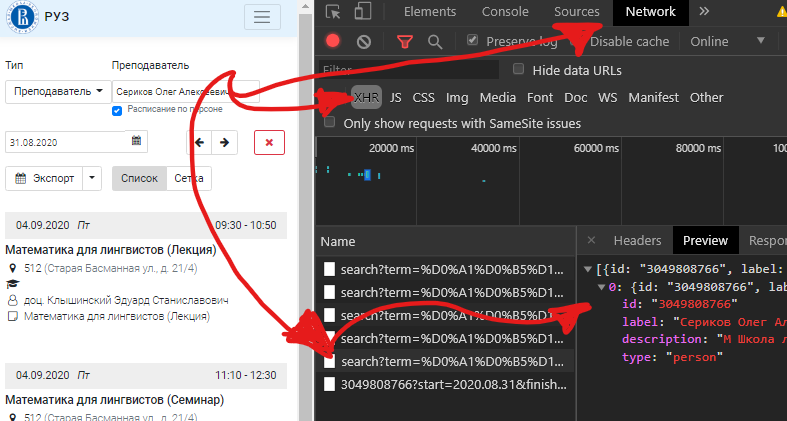 РУЗ
Тип
Преподаватель
Преподаватель
Сериков Олег Алексеевич
Расписание по персоне
31.08.2020
Экспорт
Список
Сетка
04.09.2020 Пт 09:30 - 10:50
Математика для лингвистов (Лекция)
512 (Старая Басманная ул., д. 21/4)
доц. Клышинский Эдуард Станиславович
Математика для лингвистов (Лекция)
04.09.2020 Пт 11:10 - 12:30
Математика для лингвистов (Семинар)
512 (Старая Басманная ул., д. 21/4)
Elements Console Sources Network »
Preserve log Disable cache Online
Filter Hide data URLs
XHR JS CSS Img Media Font Doc WS Manifest Other
Only show requests with SameSite issues
20000 ms 40000 ms 60000 ms 80000 ms 100
Name
search?term=%D0%A1%D0%B5%D1...
search?term=%D0%A1%D0%B5%D1...
search?term=%D0%A1%D0%B5%D1...
search?term=%D0%A1%D0%B5%D1...
search?term=%D0%A1%D0%B5%D1...
3049808766?start=2020.08.31&finish...
× Headers Preview Respor
[{id: "3049808766", label:
0: {id: "3049808766", labe
id: "3049808766"
label: "Сериков Олег Ал
description: "М Школа л
type: "person"